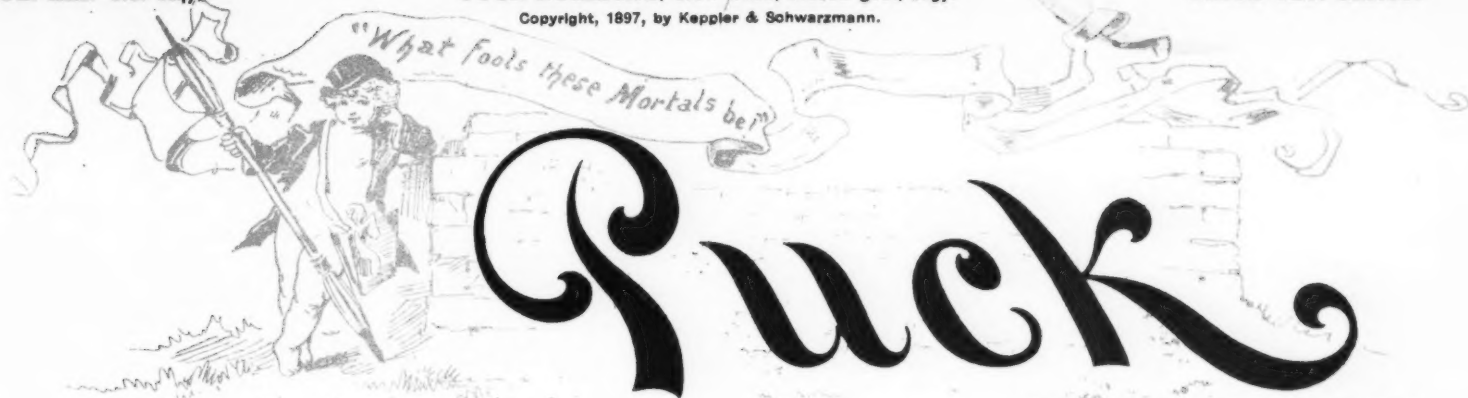 Copyright, 1897, by Keppler & Schwarzmann.
"What Fools these Mortals be!"
Puck